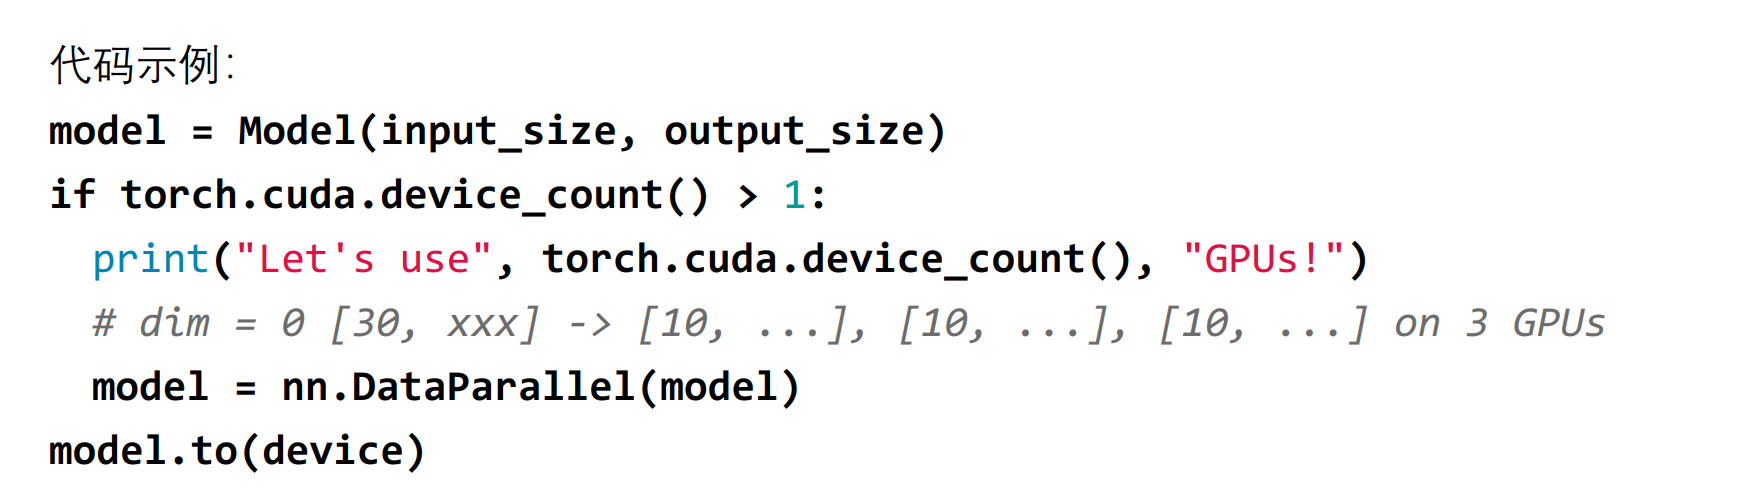 代码示例：
model = Model(input_size, output_size)
if torch.cuda.device_count() > 1:
  print("Let's use", torch.cuda.device_count(), "GPUs!")
  # dim = 0 [30, xxx] -> [10, ...], [10, ...], [10, ...] on 3 GPUs
  model = nn.DataParallel(model)
model.to(device)